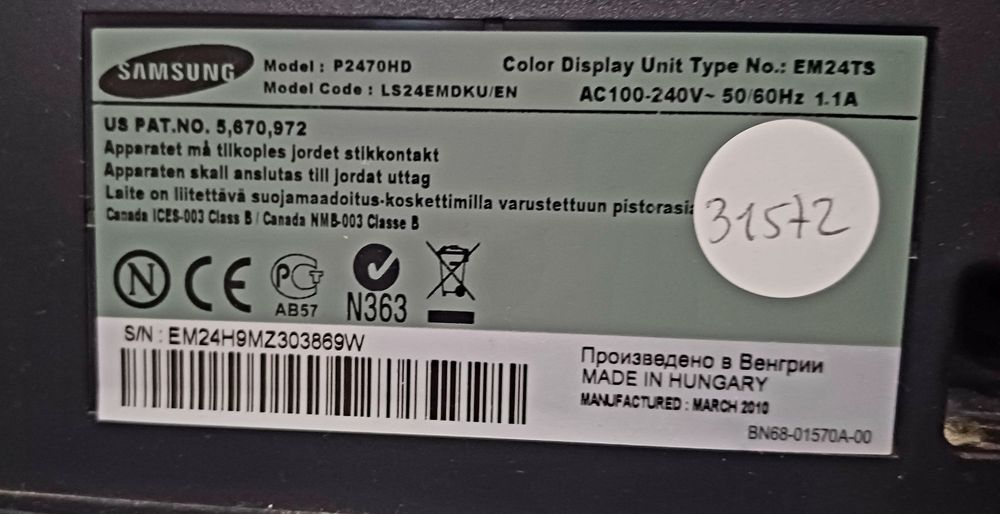 SAMSUNG
Model : P2470HD
Color Display Unit Type No.: EM24TS
Model Code : LS24EMDKU/EN
AC100-240V~ 50/60Hz 1.1A
US PAT.NO. 5,670,972
Apparatet må tilkoples jordet stikkontakt
Apparaten skall anslutas till jordat uttag
Laite on liitettävä suojamaadoitus-koskettimilla varustettuun pistorasia
Canada ICES-003 Class B / Canada NMB-003 Classe B
31572
N CE PCT
AB57
N363
S/N : EM24H9MZ303869W
Произведено в Венгрии
MADE IN HUNGARY
MANUFACTURED : MARCH 2010
BN68-01570A-00